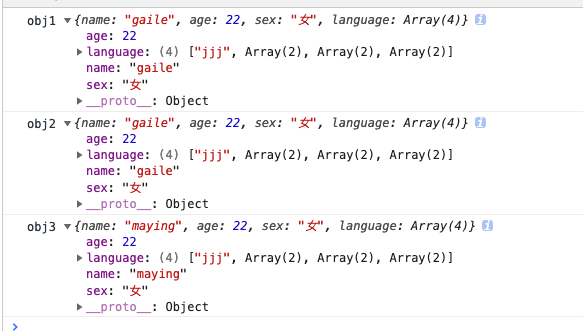 obj1 ▼{name: "gaile", age: 22, sex: "女", language: Array(4)} i
age: 22
▶language: (4) ["jjj", Array(2), Array(2), Array(2)]
name: "gaile"
sex: "女"
▶__proto__: Object
obj2 ▼{name: "gaile", age: 22, sex: "女", language: Array(4)} i
age: 22
▶language: (4) ["jjj", Array(2), Array(2), Array(2)]
name: "gaile"
sex: "女"
▶__proto__: Object
obj3 ▼{name: "maying", age: 22, sex: "女", language: Array(4)} i
age: 22
▶language: (4) ["jjj", Array(2), Array(2), Array(2)]
name: "maying"
sex: "女"
▶__proto__: Object
>